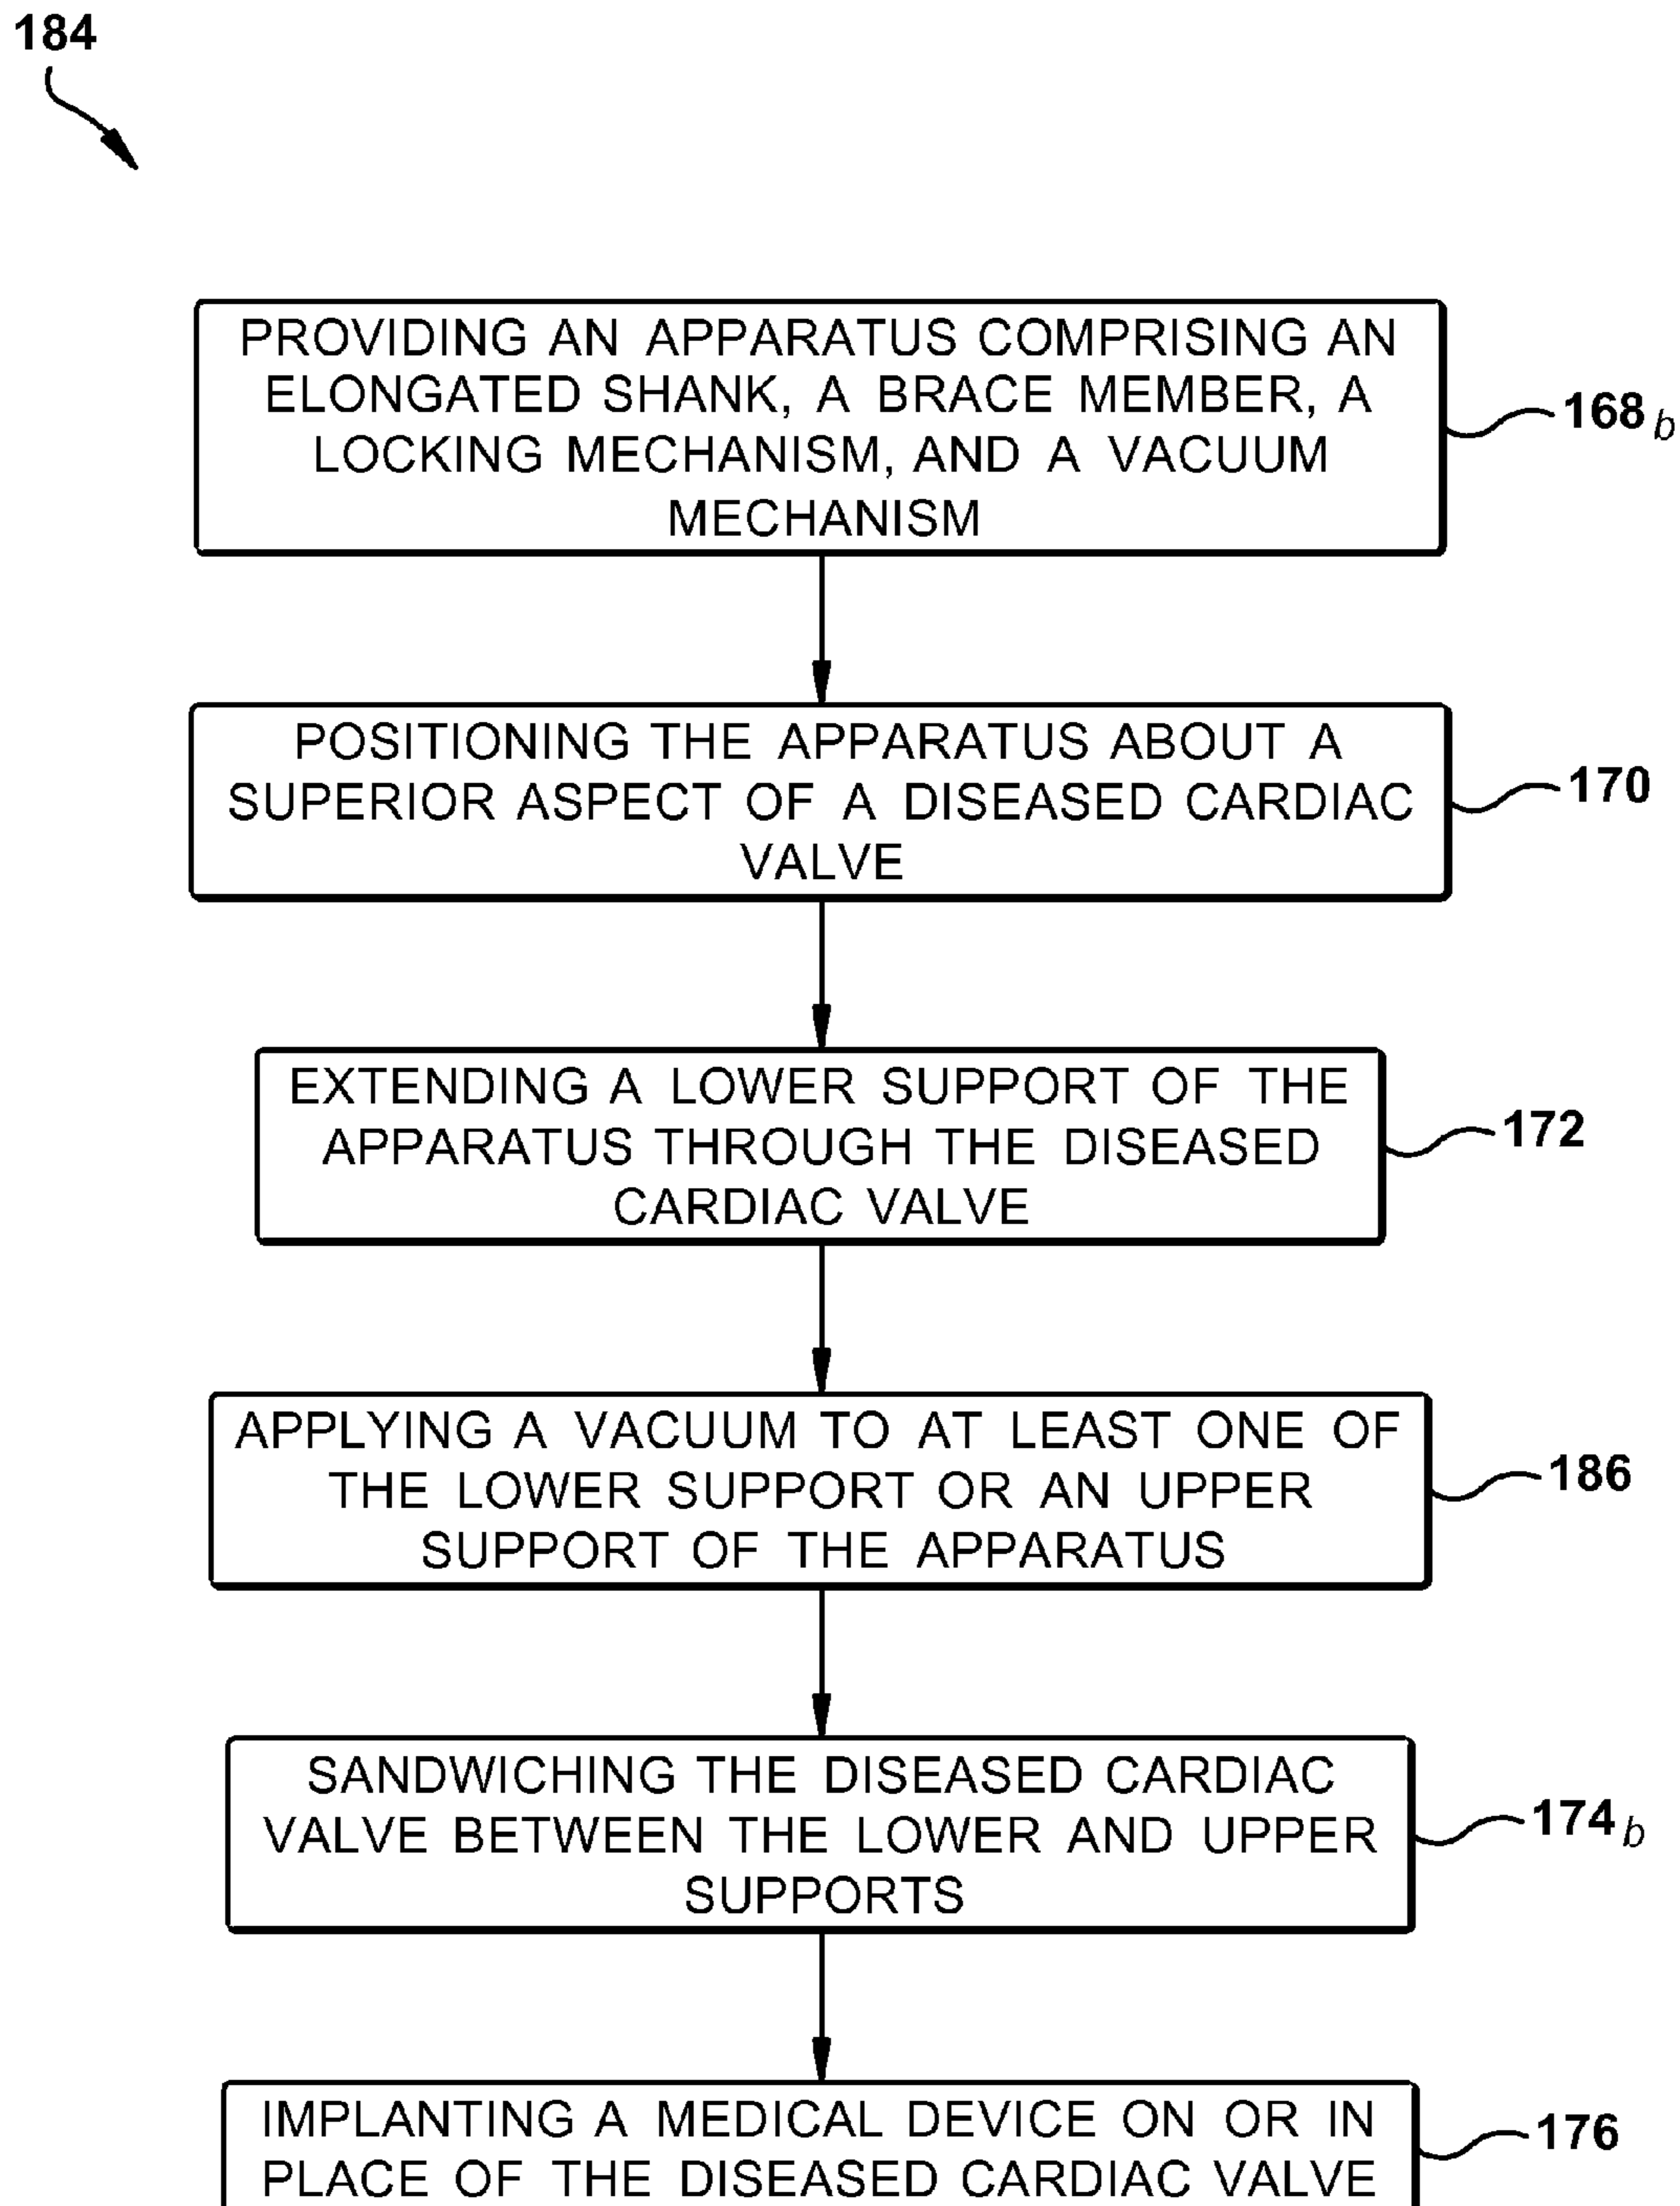 184
PROVIDING AN APPARATUS COMPRISING AN
ELONGATED SHANK, A BRACE MEMBER, A
LOCKING MECHANISM, AND A VACUUM
MECHANISM
168b
POSITIONING THE APPARATUS ABOUT A
SUPERIOR ASPECT OF A DISEASED CARDIAC
VALVE
170
EXTENDING A LOWER SUPPORT OF THE
APPARATUS THROUGH THE DISEASED
CARDIAC VALVE
172
APPLYING A VACUUM TO AT LEAST ONE OF
THE LOWER SUPPORT OR AN UPPER
SUPPORT OF THE APPARATUS
186
SANDWICHING THE DISEASED CARDIAC
VALVE BETWEEN THE LOWER AND UPPER
SUPPORTS
174b
IMPLANTING A MEDICAL DEVICE ON OR IN
PLACE OF THE DISEASED CARDIAC VALVE
176